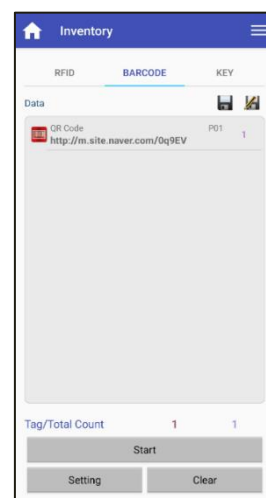 Inventory
RFID BARCODE KEY
Data
QR Code P01
http://m.site.naver.com/0q9EV 1
Tag/Total Count 1 1
Start
Setting Clear